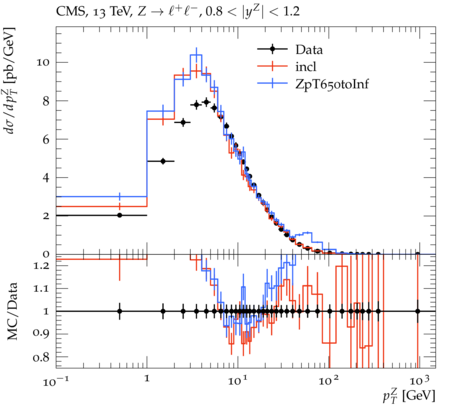 CMS, 13 TeV, Z → ℓ⁺ℓ⁻, 0.8 < |y^Z| < 1.2
dσ/dp_T^Z [pb/GeV]
10
8
6
4
2
0
Data
incl
ZpT650toInf
MC/Data
1.2
1.1
1
0.9
0.8
10⁻¹ 1 10¹ 10² 10³
p_T^Z [GeV]